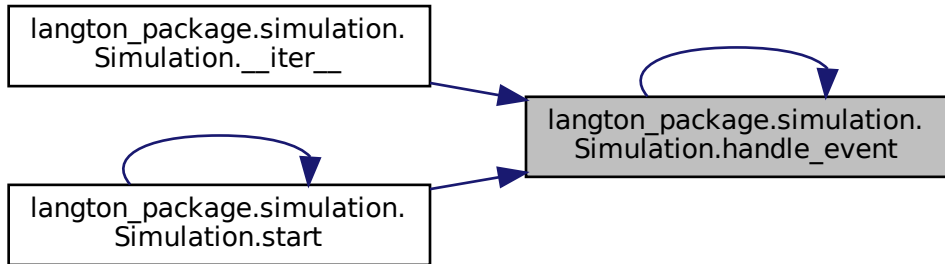 langton_package.simulation.
Simulation.__iter__
langton_package.simulation.
Simulation.handle_event
langton_package.simulation.
Simulation.start